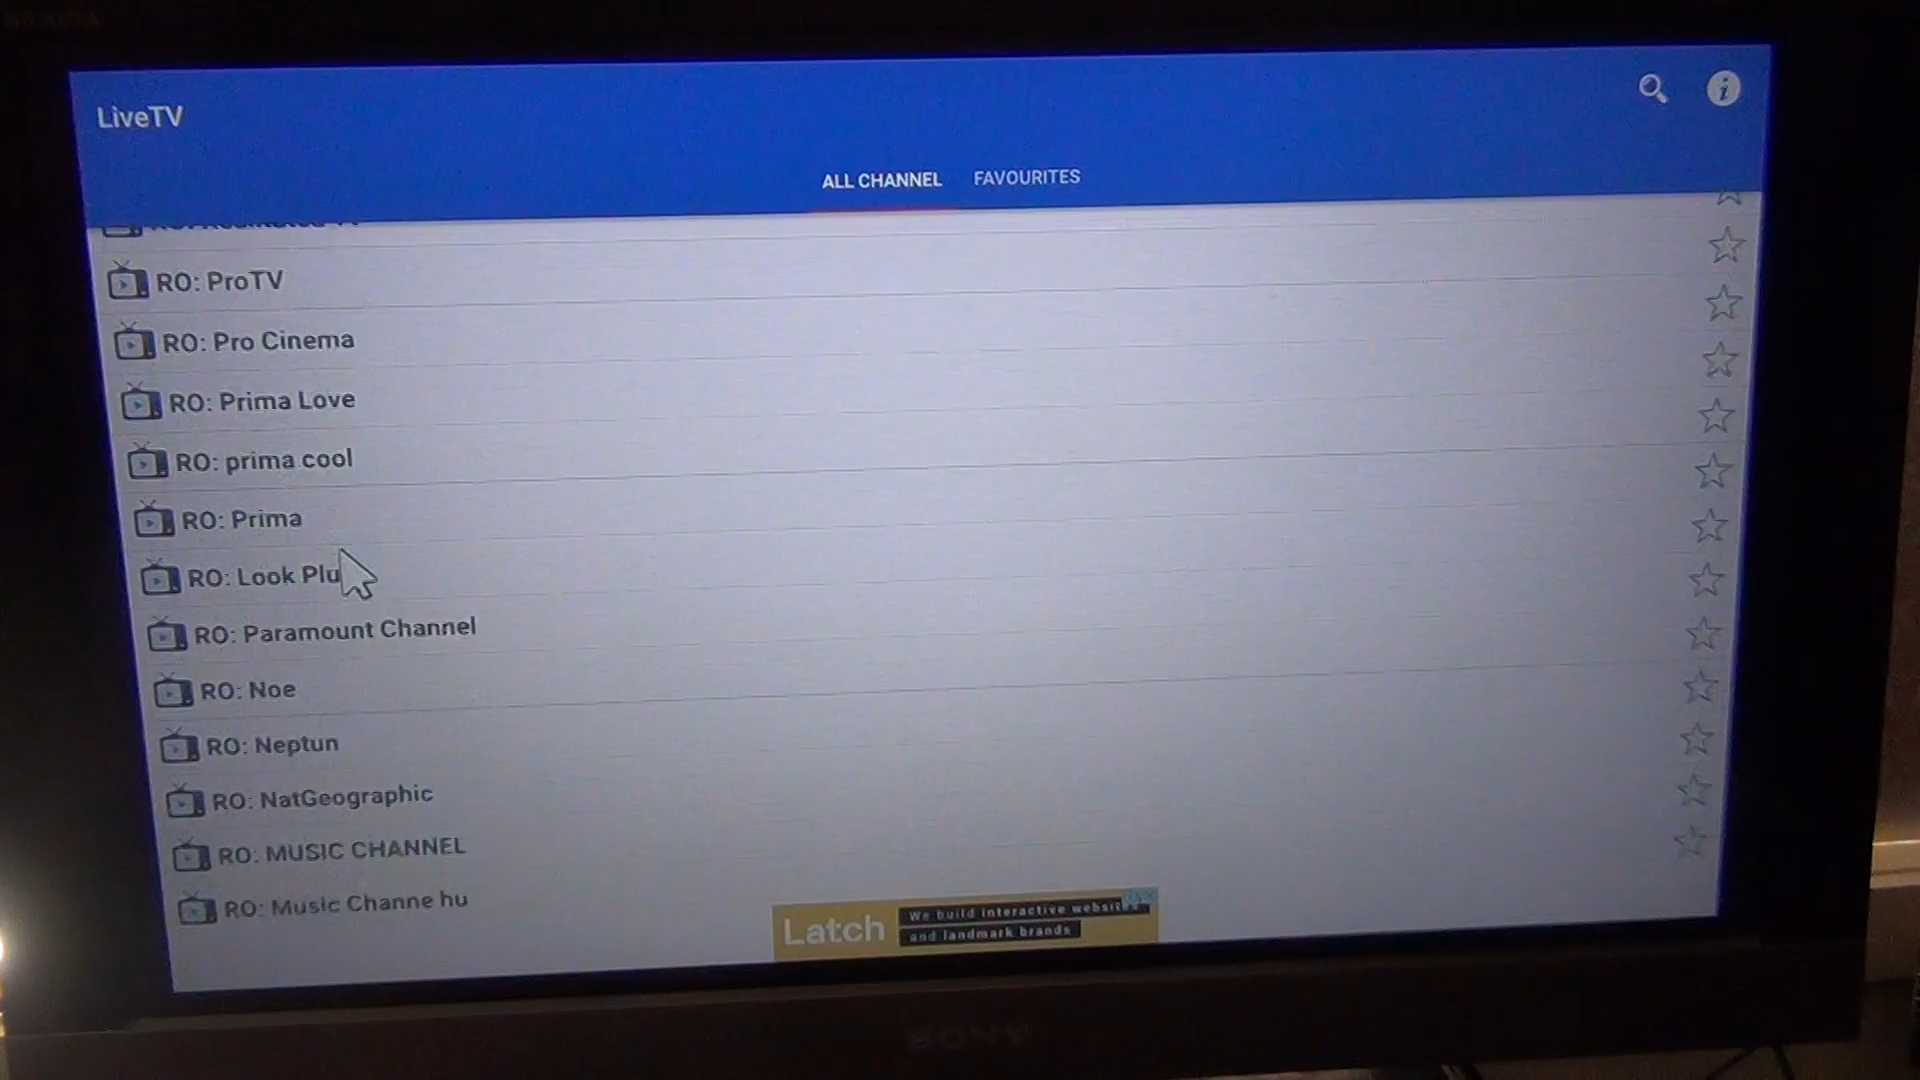 LiveTV
ALL CHANNEL FAVOURITES
RO: ProTV
RO: Pro Cinema
RO: Prima Love
RO: prima cool
RO: Prima
RO: Look Plu
RO: Paramount Channel
RO: Noe
RO: Neptun
RO: NatGeographic
RO: MUSIC CHANNEL
RO: Music Channe hu
Latch
We build interactive websit
and landmark brands
SONY